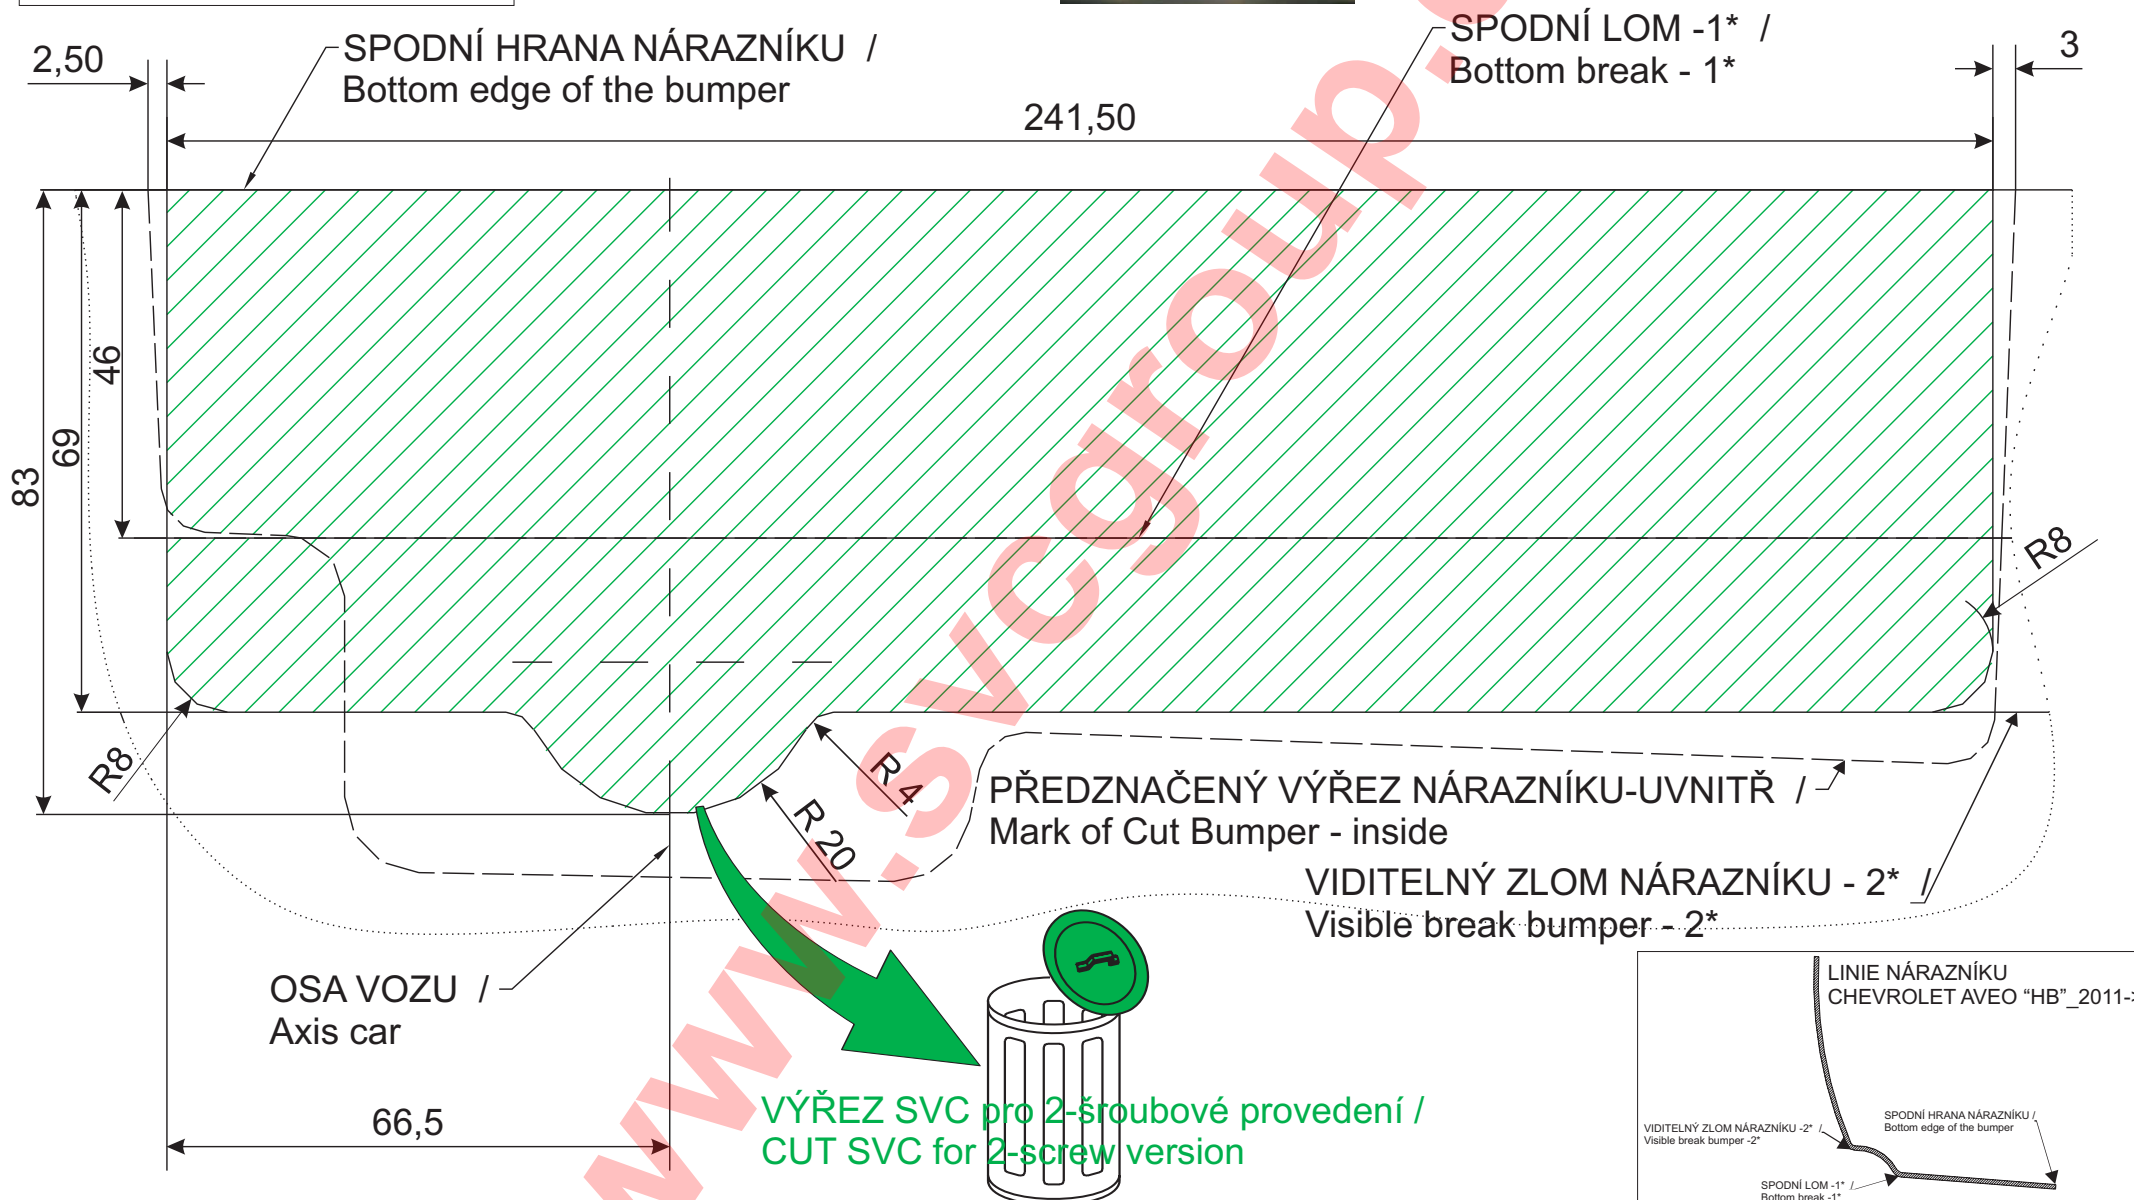 SPODNÍ HRANA NÁRAZNÍKU /
Bottom edge of the bumper
SPODNÍ LOM -1* /
Bottom break - 1*
2,50
3
241,50
46
69
83
R8
R8
R 4
R 20
PŘEDZNAČENÝ VÝŘEZ NÁRAZNÍKU-UVNITŘ /
Mark of Cut Bumper - inside
VIDITELNÝ ZLOM NÁRAZNÍKU - 2* /
Visible break bumper - 2*
OSA VOZU /
Axis car
66,5
VÝŘEZ SVC pro 2-šroubové provedení /
CUT SVC for 2-screw version
LINIE NÁRAZNÍKU
CHEVROLET AVEO “HB”_2011->
VIDITELNÝ ZLOM NÁRAZNÍKU -2* /
Visible break bumper -2*
SPODNÍ HRANA NÁRAZNÍKU /
Bottom edge of the bumper
SPODNÍ LOM -1* /
Bottom break -1*
www.svcgroup.